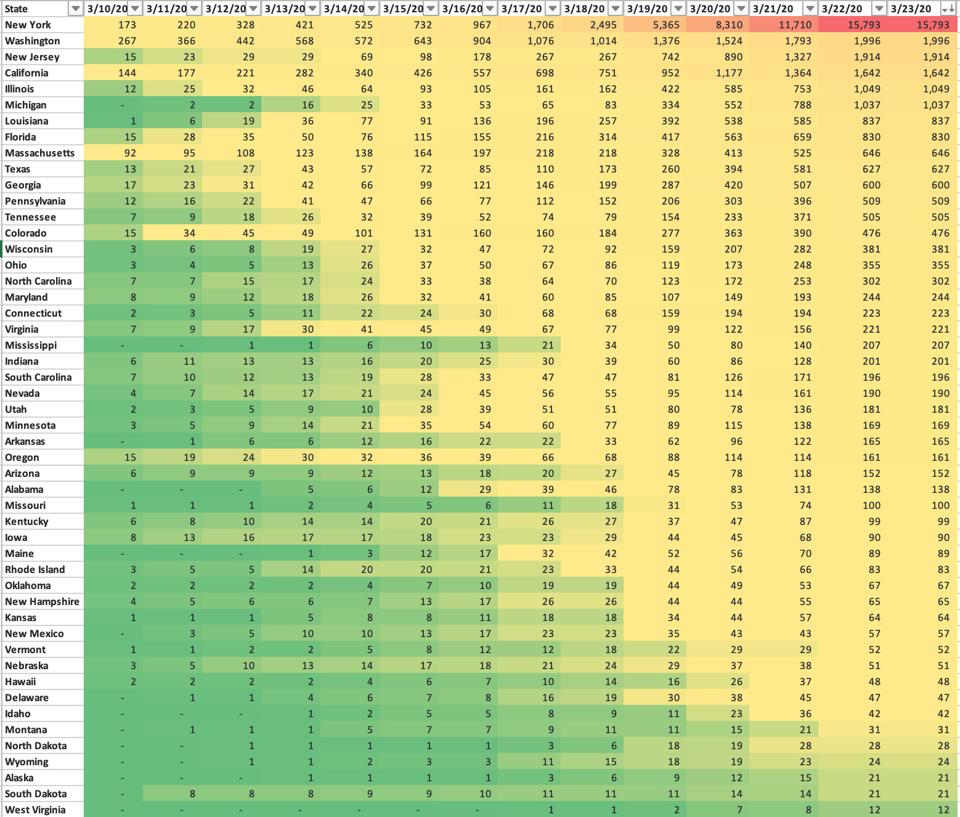 State 3/10/20 3/11/20 3/12/20 3/13/20 3/14/20 3/15/20 3/16/20 3/17/20 3/18/20 3/19/20 3/20/20 3/21/20 3/22/20 3/23/20
New York 173 220 328 421 525 732 967 1,706 2,495 5,365 8,310 11,710 15,793 15,793
Washington 267 366 442 568 572 643 904 1,076 1,014 1,376 1,524 1,793 1,996 1,996
New Jersey 15 23 29 29 69 98 178 267 267 742 890 1,327 1,914 1,914
California 144 177 221 282 340 426 557 698 751 952 1,177 1,364 1,642 1,642
Illinois 12 25 32 46 64 93 105 161 162 422 585 753 1,049 1,049
Michigan - 2 2 16 25 33 53 65 83 334 552 788 1,037 1,037
Louisiana 1 6 19 36 77 91 136 196 257 392 538 585 837 837
Florida 15 28 35 50 76 115 155 216 314 417 563 659 830 830
Massachusetts 92 95 108 123 138 164 197 218 218 328 413 525 646 646
Texas 13 21 27 43 57 72 85 110 173 260 394 581 627 627
Georgia 17 23 31 42 66 99 121 146 199 287 420 507 600 600
Pennsylvania 12 16 22 41 47 66 77 112 152 206 303 396 509 509
Tennessee 7 9 18 26 32 39 52 74 79 154 233 371 505 505
Colorado 15 34 45 49 101 131 160 160 184 277 363 390 476 476
Wisconsin 3 6 8 19 27 32 47 72 92 159 207 282 381 381
Ohio 3 4 5 13 26 37 50 67 86 119 173 248 355 355
North Carolina 7 7 15 17 24 33 38 64 70 123 172 253 302 302
Maryland 8 9 12 18 26 32 41 60 85 107 149 193 244 244
Connecticut 2 3 5 11 22 24 30 68 68 159 194 194 223 223
Virginia 7 9 17 30 41 45 49 67 77 99 122 156 221 221
Mississippi - - 1 1 6 10 13 21 34 50 80 140 207 207
Indiana 6 11 13 13 16 20 25 30 39 60 86 128 201 201
South Carolina 7 10 12 13 19 28 33 47 47 81 126 171 196 196
Nevada 4 7 14 17 21 24 45 56 55 95 114 161 190 190
Utah 2 3 5 9 10 28 39 51 51 80 78 136 181 181
Minnesota 3 5 9 14 21 35 54 60 77 89 115 138 169 169
Arkansas - 1 6 6 12 16 22 22 33 62 96 122 165 165
Oregon 15 19 24 30 32 36 39 66 68 88 114 114 161 161
Arizona 6 9 9 9 12 13 18 20 27 45 78 118 152 152
Alabama - - - 5 6 12 29 39 46 78 83 131 138 138
Missouri 1 1 1 2 4 5 6 11 18 31 53 74 100 100
Kentucky 6 8 10 14 14 20 21 26 27 37 47 87 99 99
Iowa 8 13 16 17 17 18 23 23 29 44 45 68 90 90
Maine - - - 1 3 12 17 32 42 52 56 70 89 89
Rhode Island 3 5 5 14 20 20 21 23 33 44 54 66 83 83
Oklahoma 2 2 2 2 4 7 10 19 19 44 49 53 67 67
New Hampshire 4 5 6 6 7 13 17 26 26 44 44 55 65 65
Kansas 1 1 1 5 8 8 11 18 18 34 44 57 64 64
New Mexico - 3 5 10 10 13 17 23 23 35 43 43 57 57
Vermont 1 1 2 2 5 8 12 12 18 22 29 29 52 52
Nebraska 3 5 10 13 14 17 18 21 24 29 37 38 51 51
Hawaii 2 2 2 2 4 6 7 10 14 16 26 37 48 48
Delaware - 1 1 4 6 7 8 16 19 30 38 45 47 47
Idaho - - - 1 2 5 5 8 9 11 23 36 42 42
Montana - 1 1 1 5 7 7 9 11 11 15 21 31 31
North Dakota - - 1 1 1 1 1 3 6 18 19 28 28 28
Wyoming - - 1 1 2 3 3 11 15 18 19 23 24 24
Alaska - - - 1 1 1 1 3 6 9 12 15 21 21
South Dakota - 8 8 8 9 9 10 11 11 11 14 14 21 21
West Virginia - - - - - - - 1 1 2 7 8 12 12